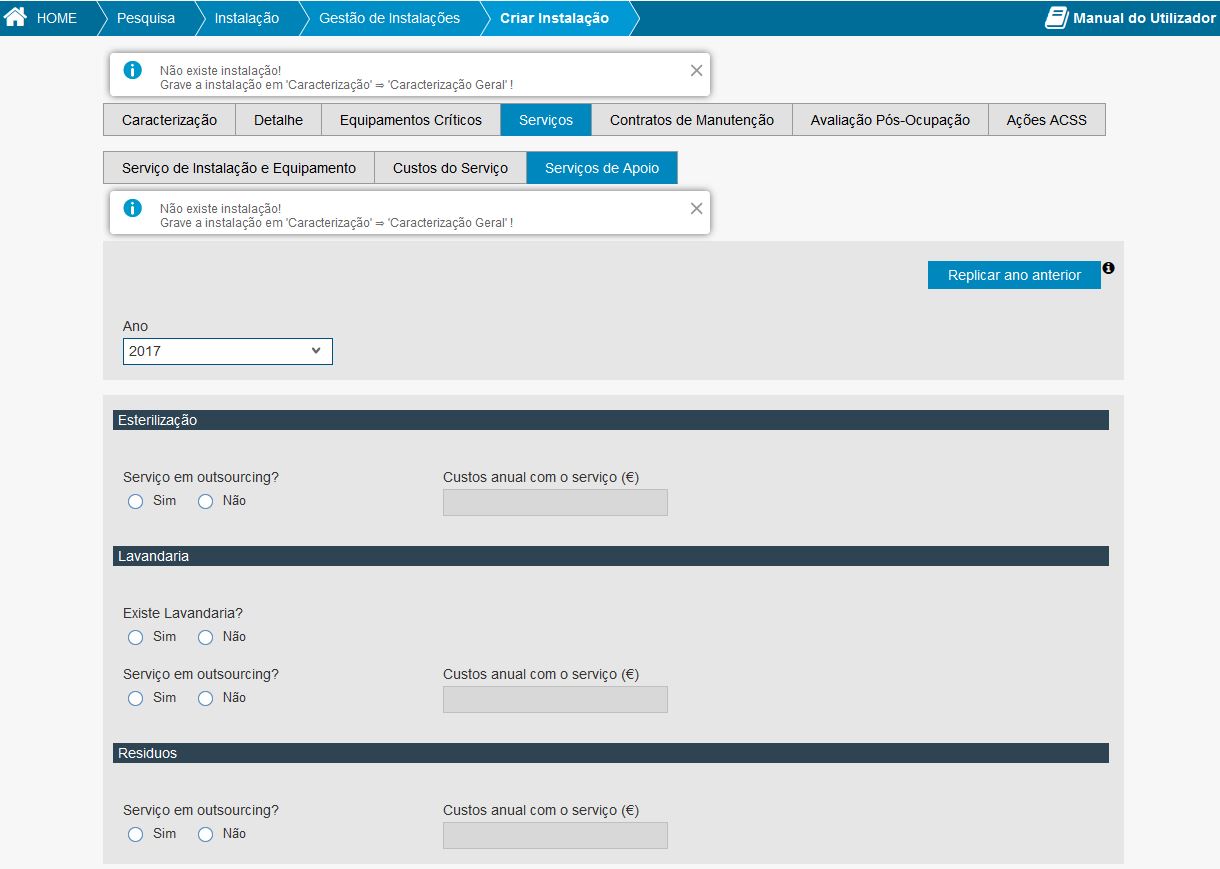 HOME Pesquisa Instalação Gestão de Instalações Criar Instalação Manual do Utilizador
Não existe instalação!
Grave a instalação em 'Caracterização' ⇒ 'Caracterização Geral' !
Caracterização Detalhe Equipamentos Críticos Serviços Contratos de Manutenção Avaliação Pós-Ocupação Ações ACSS
Serviço de Instalação e Equipamento Custos do Serviço Serviços de Apoio
Não existe instalação!
Grave a instalação em 'Caracterização' ⇒ 'Caracterização Geral' !
Replicar ano anterior
Ano
2017
Esterilização
Serviço em outsourcing? Custos anual com o serviço (€)
Sim Não
Lavandaria
Existe Lavandaria?
Sim Não
Serviço em outsourcing? Custos anual com o serviço (€)
Sim Não
Residuos
Serviço em outsourcing? Custos anual com o serviço (€)
Sim Não